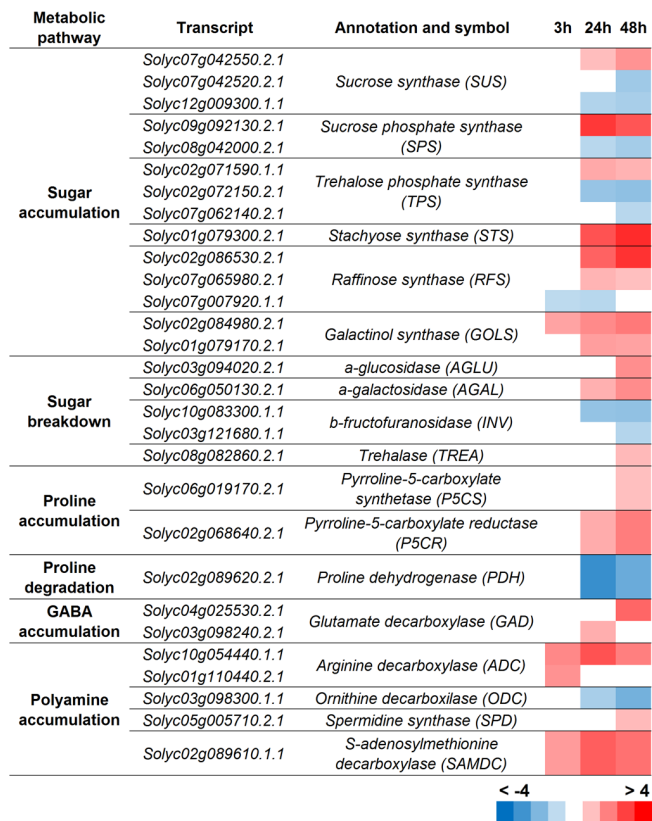 Metabolic pathway Transcript Annotation and symbol 3h 24h 48h
Sugar accumulation
Solyc07g042550.2.1
Solyc07g042520.2.1 Sucrose synthase (SUS)
Solyc12g009300.1.1
Solyc09g092130.2.1 Sucrose phosphate synthase
Solyc08g042000.2.1 (SPS)
Solyc02g071590.1.1 Trehalose phosphate synthase
Solyc02g072150.2.1 (TPS)
Solyc07g062140.2.1
Solyc01g079300.2.1 Stachyose synthase (STS)
Solyc02g086530.2.1
Solyc07g065980.2.1 Raffinose synthase (RFS)
Solyc07g007920.1.1
Solyc02g084980.2.1 Galactinol synthase (GOLS)
Solyc01g079170.2.1
Sugar breakdown
Solyc03g094020.2.1 a-glucosidase (AGLU)
Solyc06g050130.2.1 a-galactosidase (AGAL)
Solyc10g083300.1.1 b-fructofuranosidase (INV)
Solyc03g121680.1.1
Solyc08g082860.2.1 Trehalase (TREA)
Proline accumulation
Solyc06g019170.2.1 Pyrroline-5-carboxylate
synthetase (P5CS)
Solyc02g068640.2.1 Pyrroline-5-carboxylate reductase
(P5CR)
Proline degradation
Solyc02g089620.2.1 Proline dehydrogenase (PDH)
GABA accumulation
Solyc04g025530.2.1 Glutamate decarboxylase (GAD)
Solyc03g098240.2.1
Polyamine accumulation
Solyc10g054440.1.1 Arginine decarboxylase (ADC)
Solyc01g110440.2.1
Solyc03g098300.1.1 Ornithine decarboxilase (ODC)
Solyc05g005710.2.1 Spermidine synthase (SPD)
Solyc02g089610.1.1 S-adenosylmethionine
decarboxylase (SAMDC)
< -4 > 4